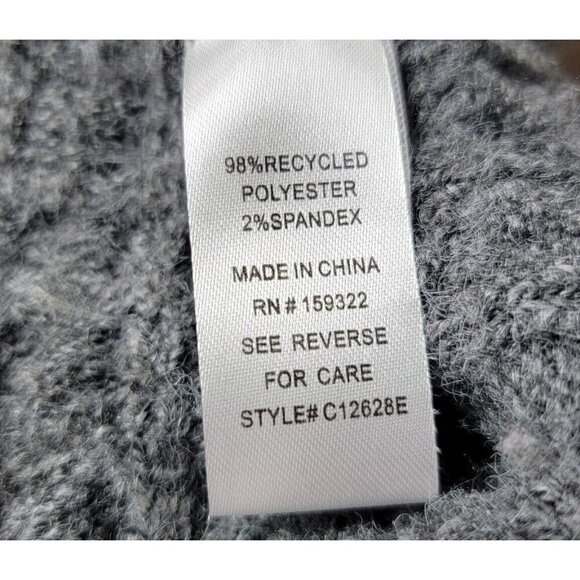 98%RECYCLED
POLYESTER
2%SPANDEX
MADE IN CHINA
RN # 159322
SEE REVERSE
FOR CARE
STYLE# C12628E